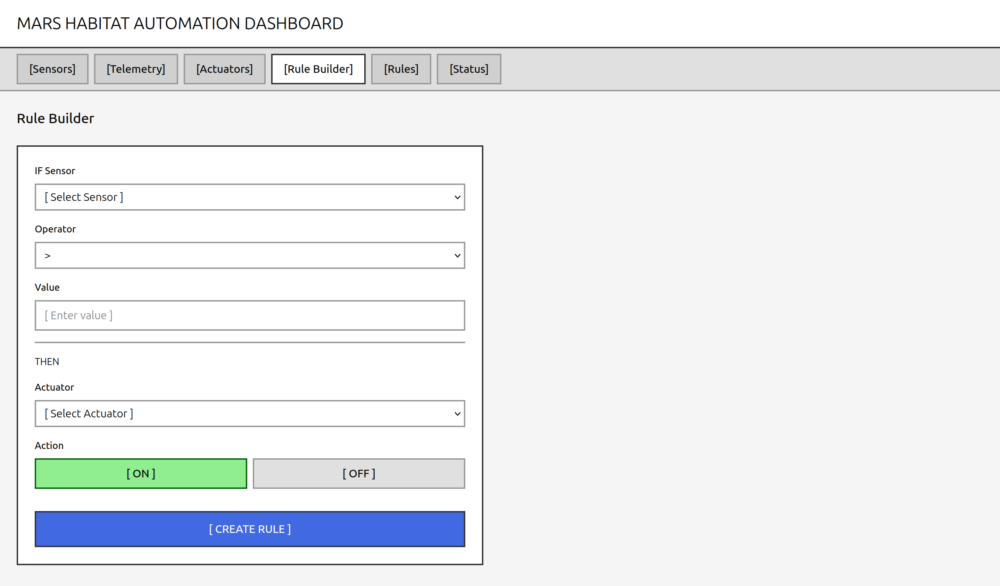 MARS HABITAT AUTOMATION DASHBOARD
[Sensors] [Telemetry] [Actuators] [Rule Builder] [Rules] [Status]
Rule Builder
IF Sensor
[ Select Sensor ]
Operator
>
Value
[ Enter value ]
THEN
Actuator
[ Select Actuator ]
Action
[ ON ] [ OFF ]
[ CREATE RULE ]